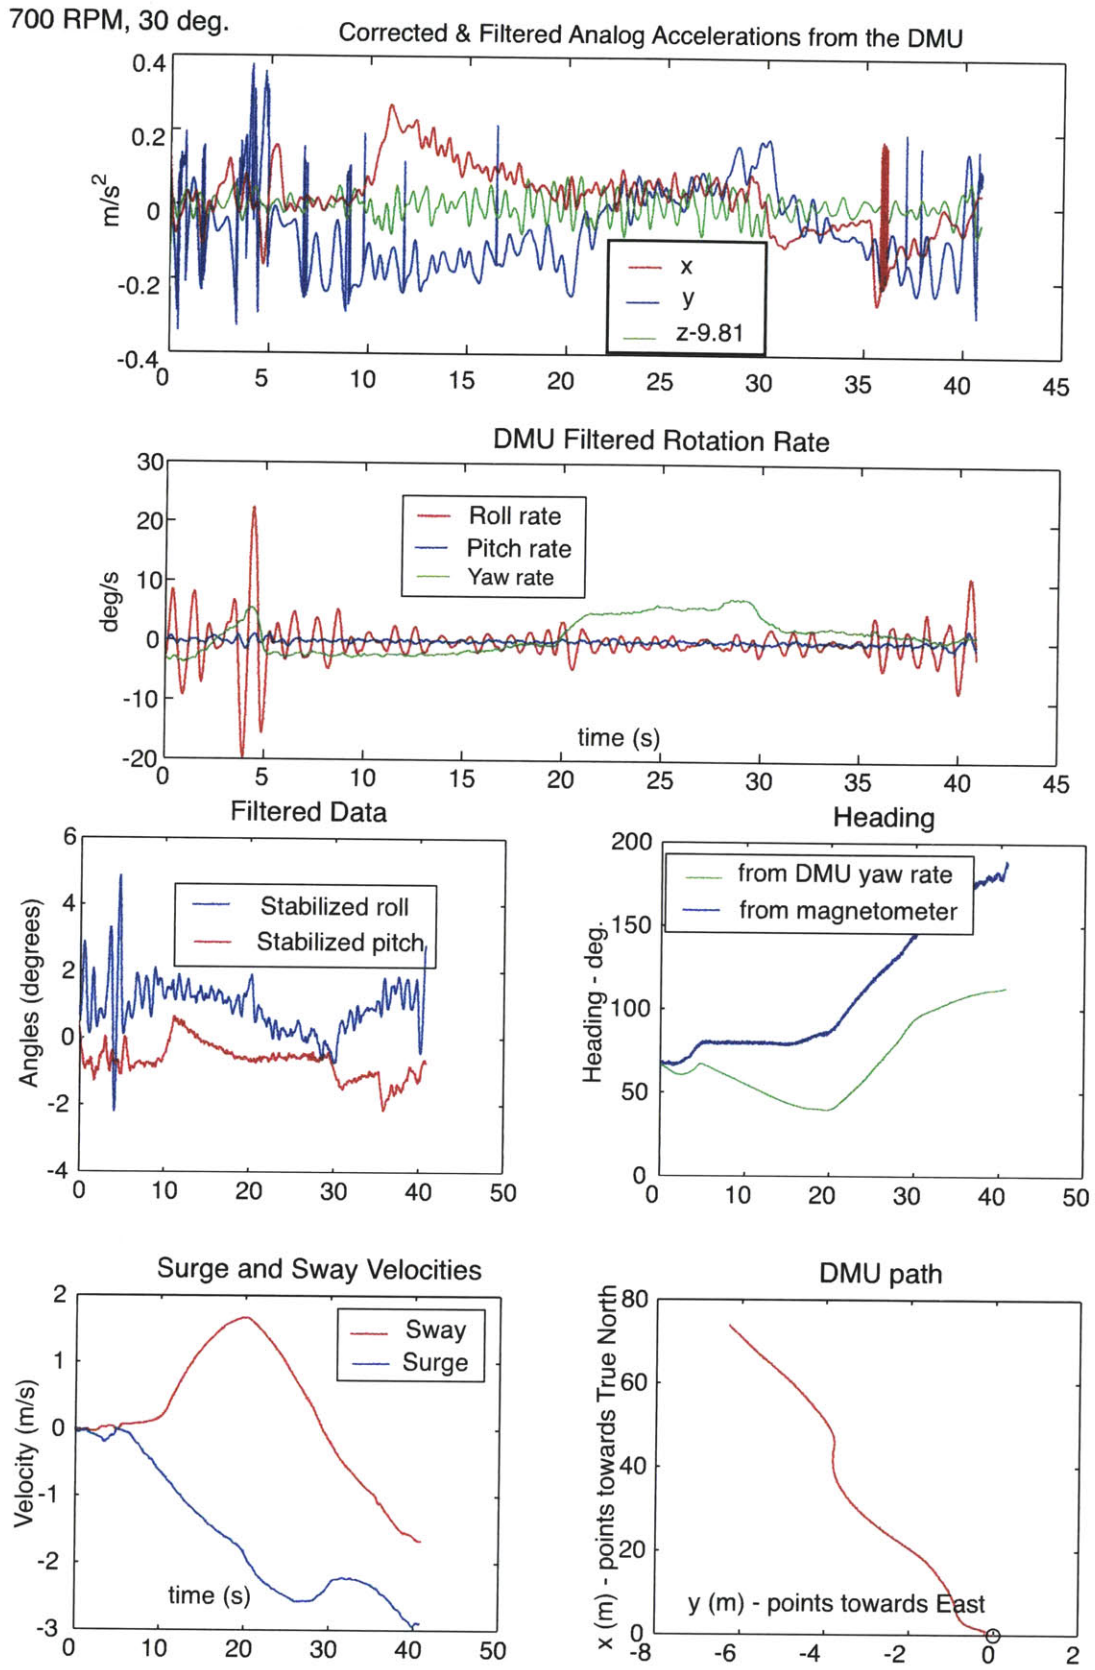 700 RPM, 30 deg.
Corrected & Filtered Analog Accelerations from the DMU
0.4
0.2
0
-0.2
-0.4
m/s2
x
y
z-9.81
0 5 10 15 20 25 30 35 40 45
DMU Filtered Rotation Rate
30
20
10
0
-10
-20
deg/s
Roll rate
Pitch rate
Yaw rate
time (s)
0 5 10 15 20 25 30 35 40 45
Filtered Data
6
4
2
0
-2
-4
Angles (degrees)
Stabilized roll
Stabilized pitch
0 10 20 30 40 50
Heading
200
150
100
50
0
Heading - deg.
from DMU yaw rate
from magnetometer
0 10 20 30 40 50
Surge and Sway Velocities
2
1
0
-1
-2
-3
Velocity (m/s)
Sway
Surge
time (s)
0 10 20 30 40 50
DMU path
80
60
40
20
0
x (m) - points towards True North
y (m) - points towards East
-8 -6 -4 -2 0 2